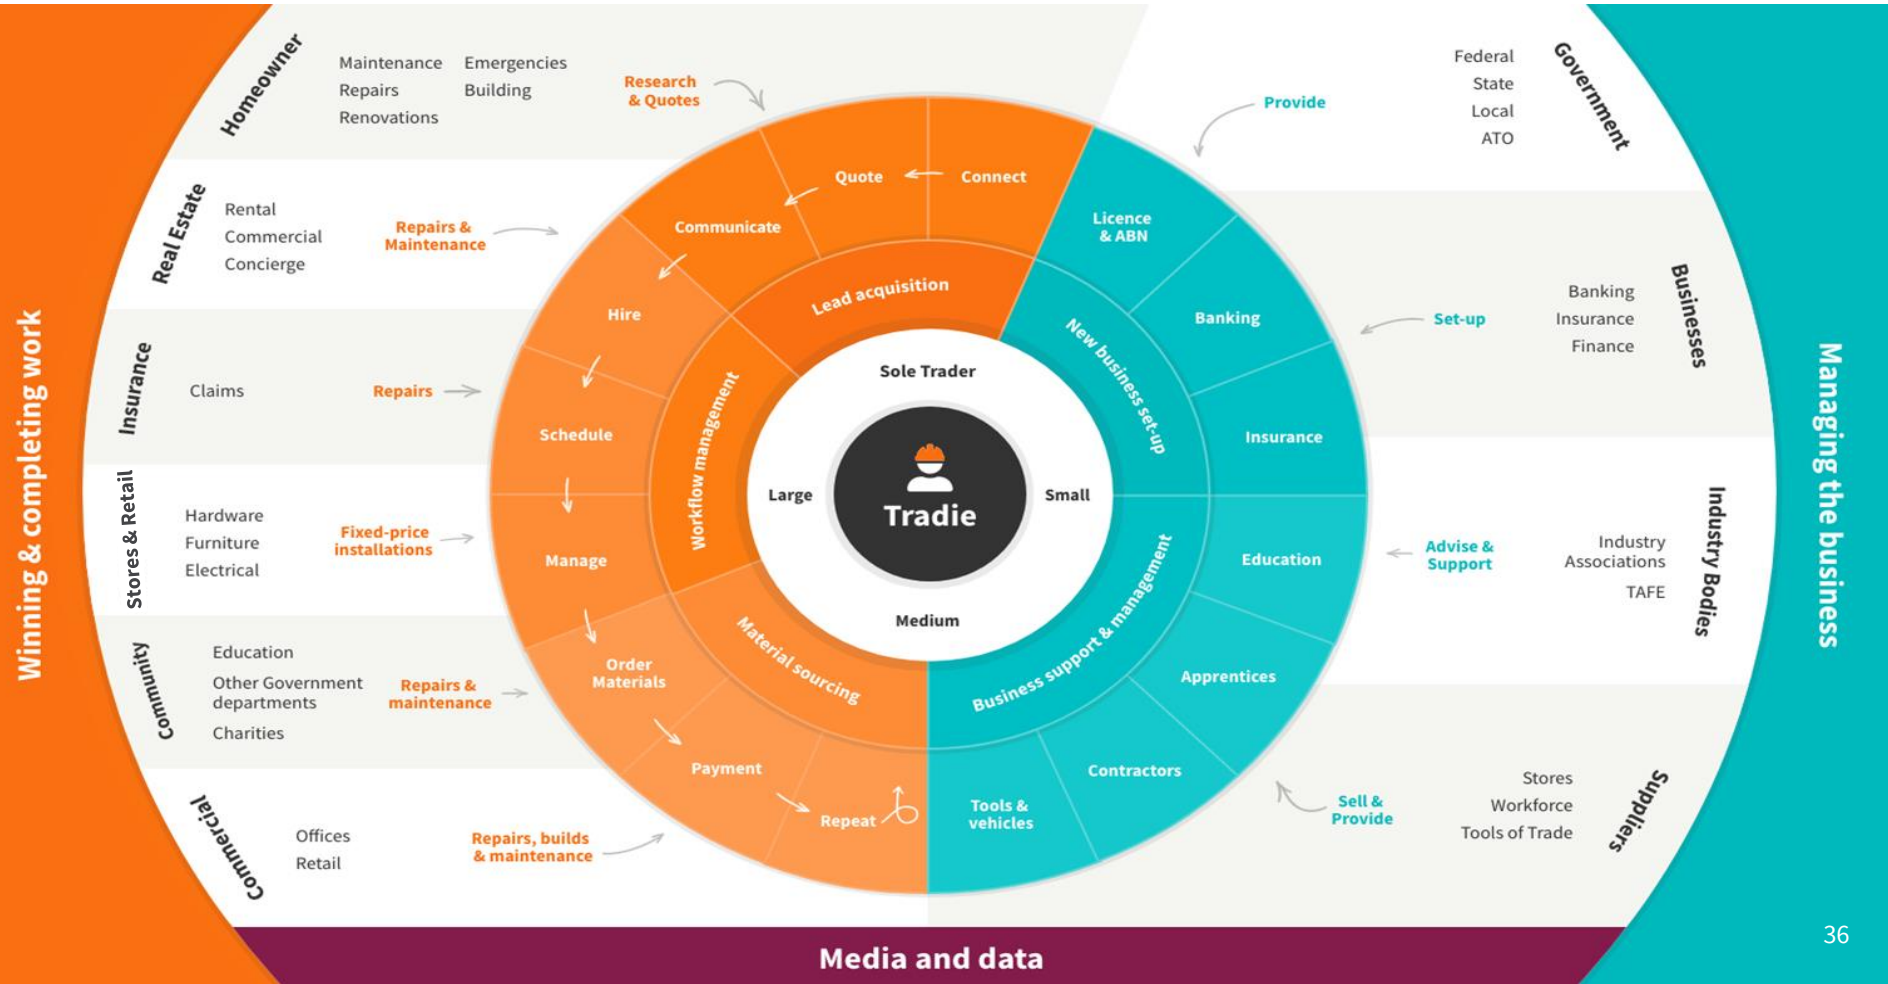 Winning & completing work
Homeowner
Maintenance
Repairs
Renovations
Emergencies
Building
Research
& Quotes
Real Estate
Rental
Commercial
Concierge
Repairs &
Maintenance
Insurance
Claims
Repairs
Stores & Retail
Hardware
Furniture
Electrical
Fixed-price
installations
Community
Education
Other Government
departments
Charities
Repairs &
maintenance
Commercial
Offices
Retail
Repairs, builds
& maintenance
Connect
Quote
Communicate
Hire
Schedule
Manage
Order
Materials
Payment
Repeat
Lead acquisition
Workflow management
Material sourcing
Sole Trader
Large
Small
Medium
Tradie
New business set-up
Business support & management
Licence
& ABN
Banking
Insurance
Education
Apprentices
Contractors
Tools &
vehicles
Provide
Federal
State
Local
ATO
Government
Set-up
Banking
Insurance
Finance
Businesses
Advise &
Support
Industry
Associations
TAFE
Industry Bodies
Sell &
Provide
Stores
Workforce
Tools of Trade
Suppliers
Managing the business
Media and data
36